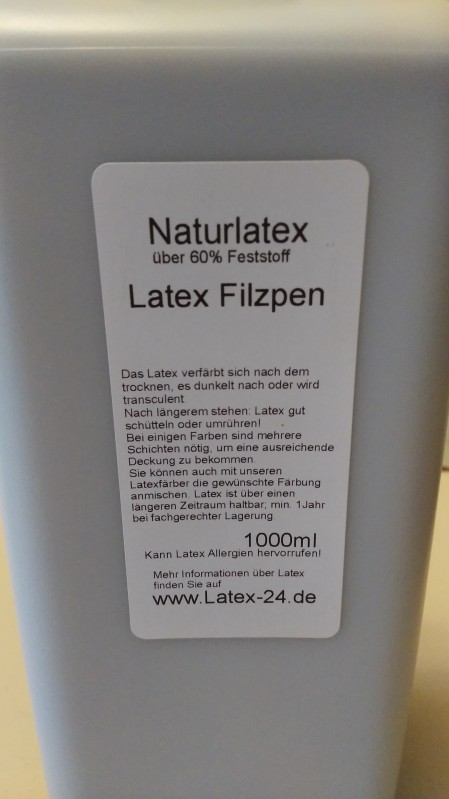 Naturlatex
über 60% Feststoff
Latex Filzpen
Das Latex verfärbt sich nach dem
trocknen, es dunkelt nach oder wird
transculent
Nach längerem stehen: Latex gut
schütteln oder umrühren!
Bei einigen Farben sind mehrere
Schichten nötig, um eine ausreichende
Deckung zu bekommen.
Sie können auch mit unseren
Latexfärber die gewünschte Färbung
anmischen. Latex ist über einen
längeren Zeitraum haltbar; min. 1Jahr
bei fachgerechter Lagerung.
1000ml
Kann Latex Allergien hervorrufen!
Mehr Informationen über Latex
finden Sie auf
www.Latex-24.de